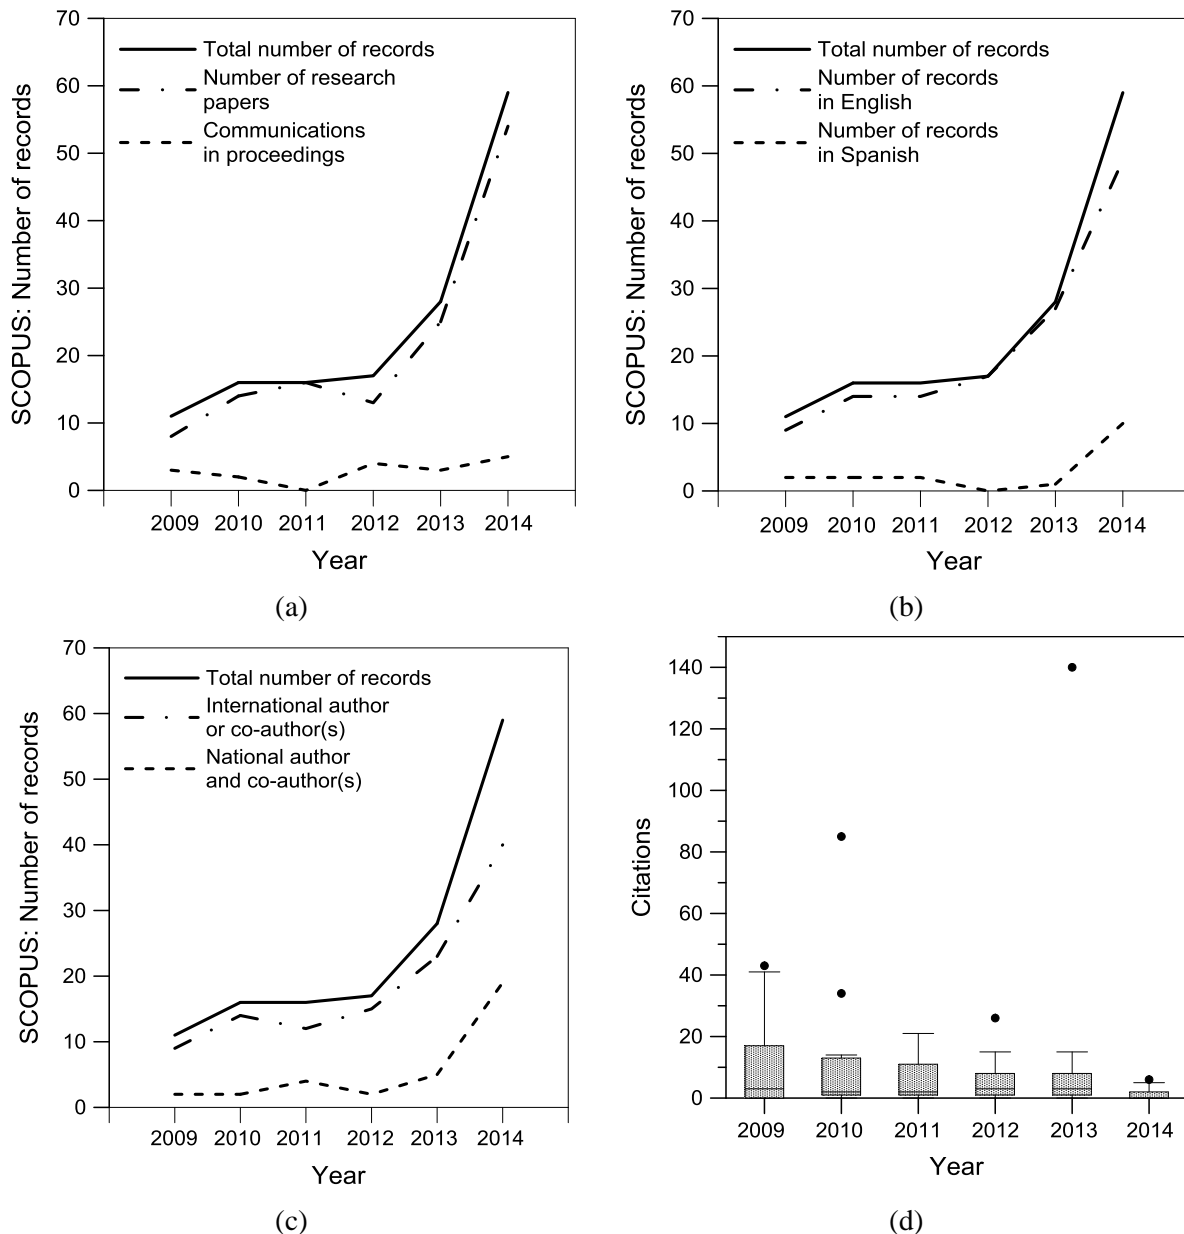 70
60
50
40
30
20
10
0
SCOPUS: Number of records
Total number of records
Number of research
papers
Communications
in proceedings
2009 2010 2011 2012 2013 2014
Year
(a)
70
60
50
40
30
20
10
0
SCOPUS: Number of records
Total number of records
Number of records
in English
Number of records
in Spanish
2009 2010 2011 2012 2013 2014
Year
(b)
70
60
50
40
30
20
10
0
SCOPUS: Number of records
Total number of records
International author
or co-author(s)
National author
and co-author(s)
2009 2010 2011 2012 2013 2014
Year
(c)
140
120
100
80
60
40
20
0
Citations
2009 2010 2011 2012 2013 2014
Year
(d)